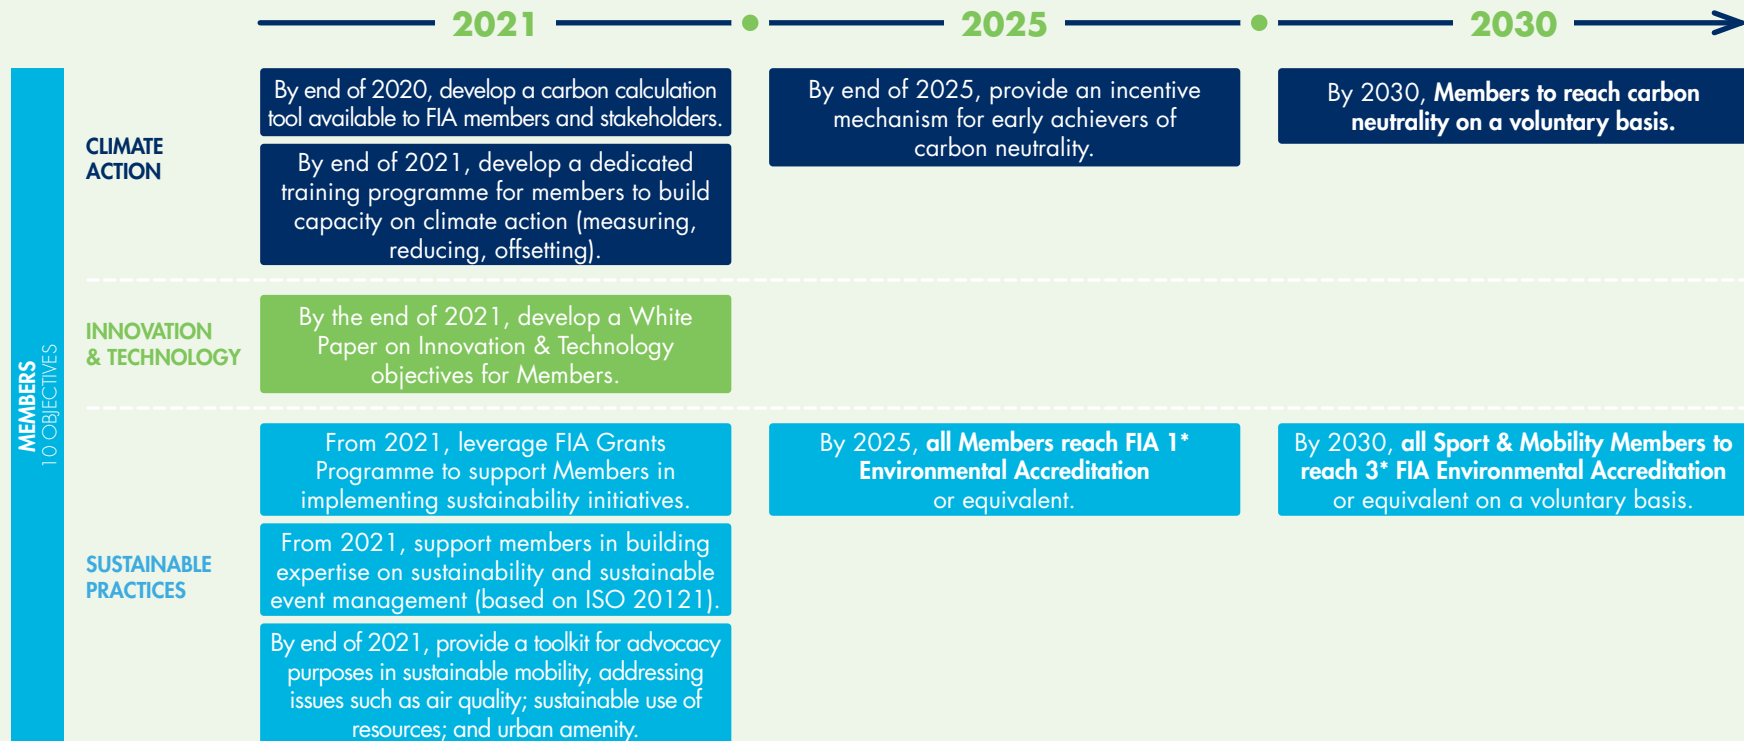 2021
2025
2030
MEMBERS
10 OBJECTIVES
CLIMATE
ACTION
By end of 2020, develop a carbon calculation
tool available to FIA members and stakeholders.
By end of 2021, develop a dedicated
training programme for members to build
capacity on climate action (measuring,
reducing, offsetting).
By end of 2025, provide an incentive
mechanism for early achievers of
carbon neutrality.
By 2030, Members to reach carbon
neutrality on a voluntary basis.
INNOVATION
& TECHNOLOGY
By the end of 2021, develop a White
Paper on Innovation & Technology
objectives for Members.
SUSTAINABLE
PRACTICES
From 2021, leverage FIA Grants
Programme to support Members in
implementing sustainability initiatives.
From 2021, support members in building
expertise on sustainability and sustainable
event management (based on ISO 20121).
By end of 2021, provide a toolkit for advocacy
purposes in sustainable mobility, addressing
issues such as air quality; sustainable use of
resources; and urban amenity.
By 2025, all Members reach FIA 1*
Environmental Accreditation
or equivalent.
By 2030, all Sport & Mobility Members to
reach 3* FIA Environmental Accreditation
or equivalent on a voluntary basis.